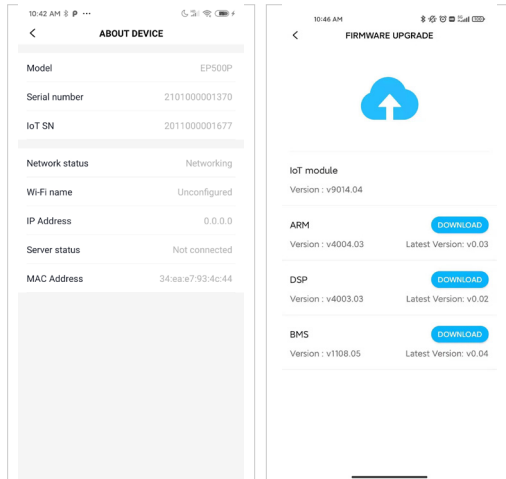 10:42 AM
ABOUT DEVICE
Model EP500P
Serial number 2101000001370
IoT SN 2011000001677
Network status Networking
Wi-Fi name Unconfigured
IP Address 0.0.0.0
Server status Not connected
MAC Address 34:ea:e7:93:4c:44
10:46 AM
FIRMWARE UPGRADE
IoT module
Version : v9014.04
ARM DOWNLOAD
Version : v4004.03 Latest Version: v0.03
DSP DOWNLOAD
Version : v4003.03 Latest Version: v0.02
BMS DOWNLOAD
Version : v1108.05 Latest Version: v0.04